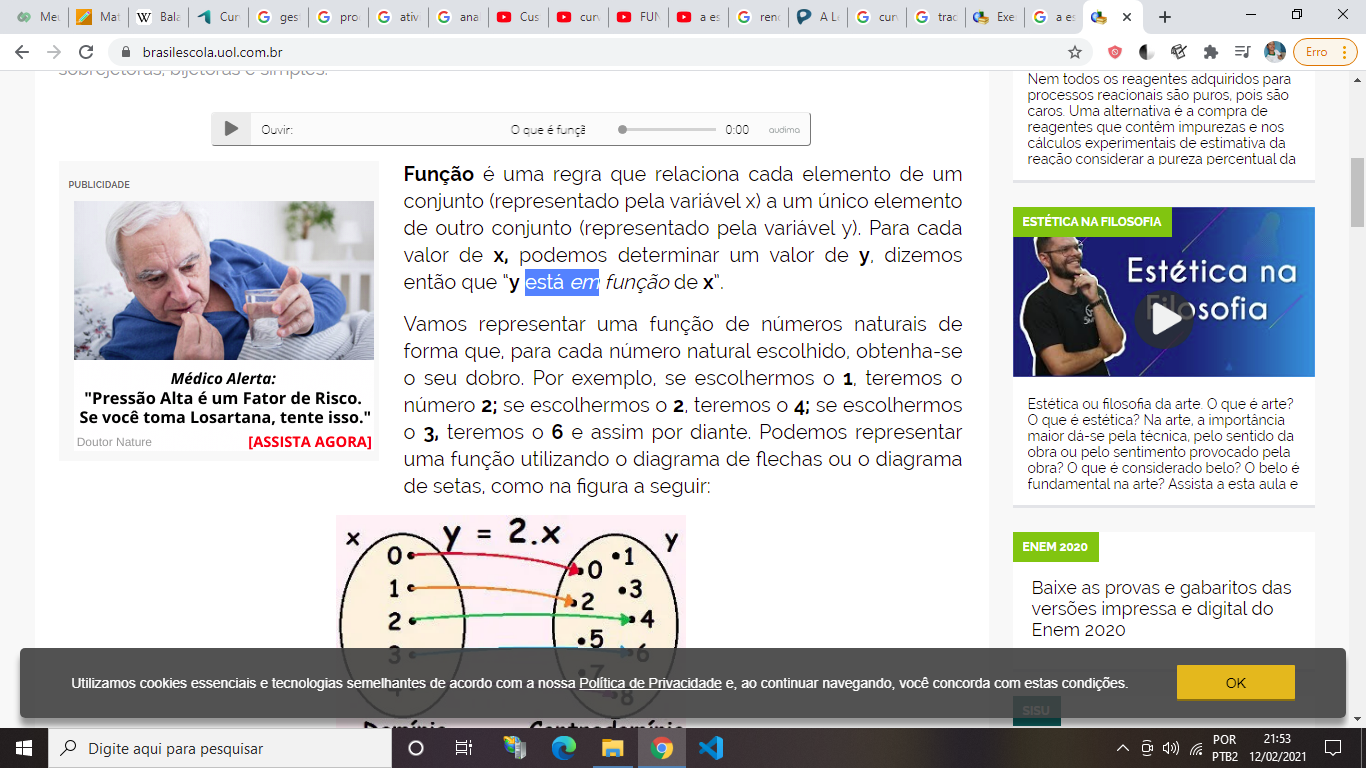 Meu
Mat
Bala
Cur
gest
pro
ativ
anal
Cus
curv
FUN
a es
reno
A Le
curv
trac
Exe
a es
brasilescola.uol.com.br
Erro
sobrejetoras, bijetoras e simples.
Ouvir:
O que é funçã
0:00
audima
PUBLICIDADE
Médico Alerta:
"Pressão Alta é um Fator de Risco.
Se você toma Losartana, tente isso."
Doutor Nature
[ASSISTA AGORA]
Função é uma regra que relaciona cada elemento de um
conjunto (representado pela variável x) a um único elemento
de outro conjunto (representado pela variável y). Para cada
valor de x, podemos determinar um valor de y, dizemos
então que "y está em função de x".
Vamos representar uma função de números naturais de
forma que, para cada número natural escolhido, obtenha-se
o seu dobro. Por exemplo, se escolhermos o 1, teremos o
número 2; se escolhermos o 2, teremos o 4; se escolhermos
o 3, teremos o 6 e assim por diante. Podemos representar
uma função utilizando o diagrama de flechas ou o diagrama
de setas, como na figura a seguir:
x
y = 2.x
y
0
1
2
3
4
0
1
2
3
4
5
6
7
8
Domínio
Contradomínio
Nem todos os reagentes adquiridos para
processos reacionais são puros, pois são
caros. Uma alternativa é a compra de
reagentes que contêm impurezas e nos
cálculos experimentais de estimativa da
reação considerar a pureza percentual da
ESTÉTICA NA FILOSOFIA
Estética na
Filosofia
Estética ou filosofia da arte. O que é arte?
O que é estética? Na arte, a importância
maior dá-se pela técnica, pelo sentido da
obra ou pelo sentimento provocado pela
obra? O que é considerado belo? O belo é
fundamental na arte? Assista a esta aula e
ENEM 2020
Baixe as provas e gabaritos das
versões impressa e digital do
Enem 2020
SISU
Utilizamos cookies essenciais e tecnologias semelhantes de acordo com a nossa Política de Privacidade e, ao continuar navegando, você concorda com estas condições.
OK
Digite aqui para pesquisar
POR
PTB2
21:53
12/02/2021